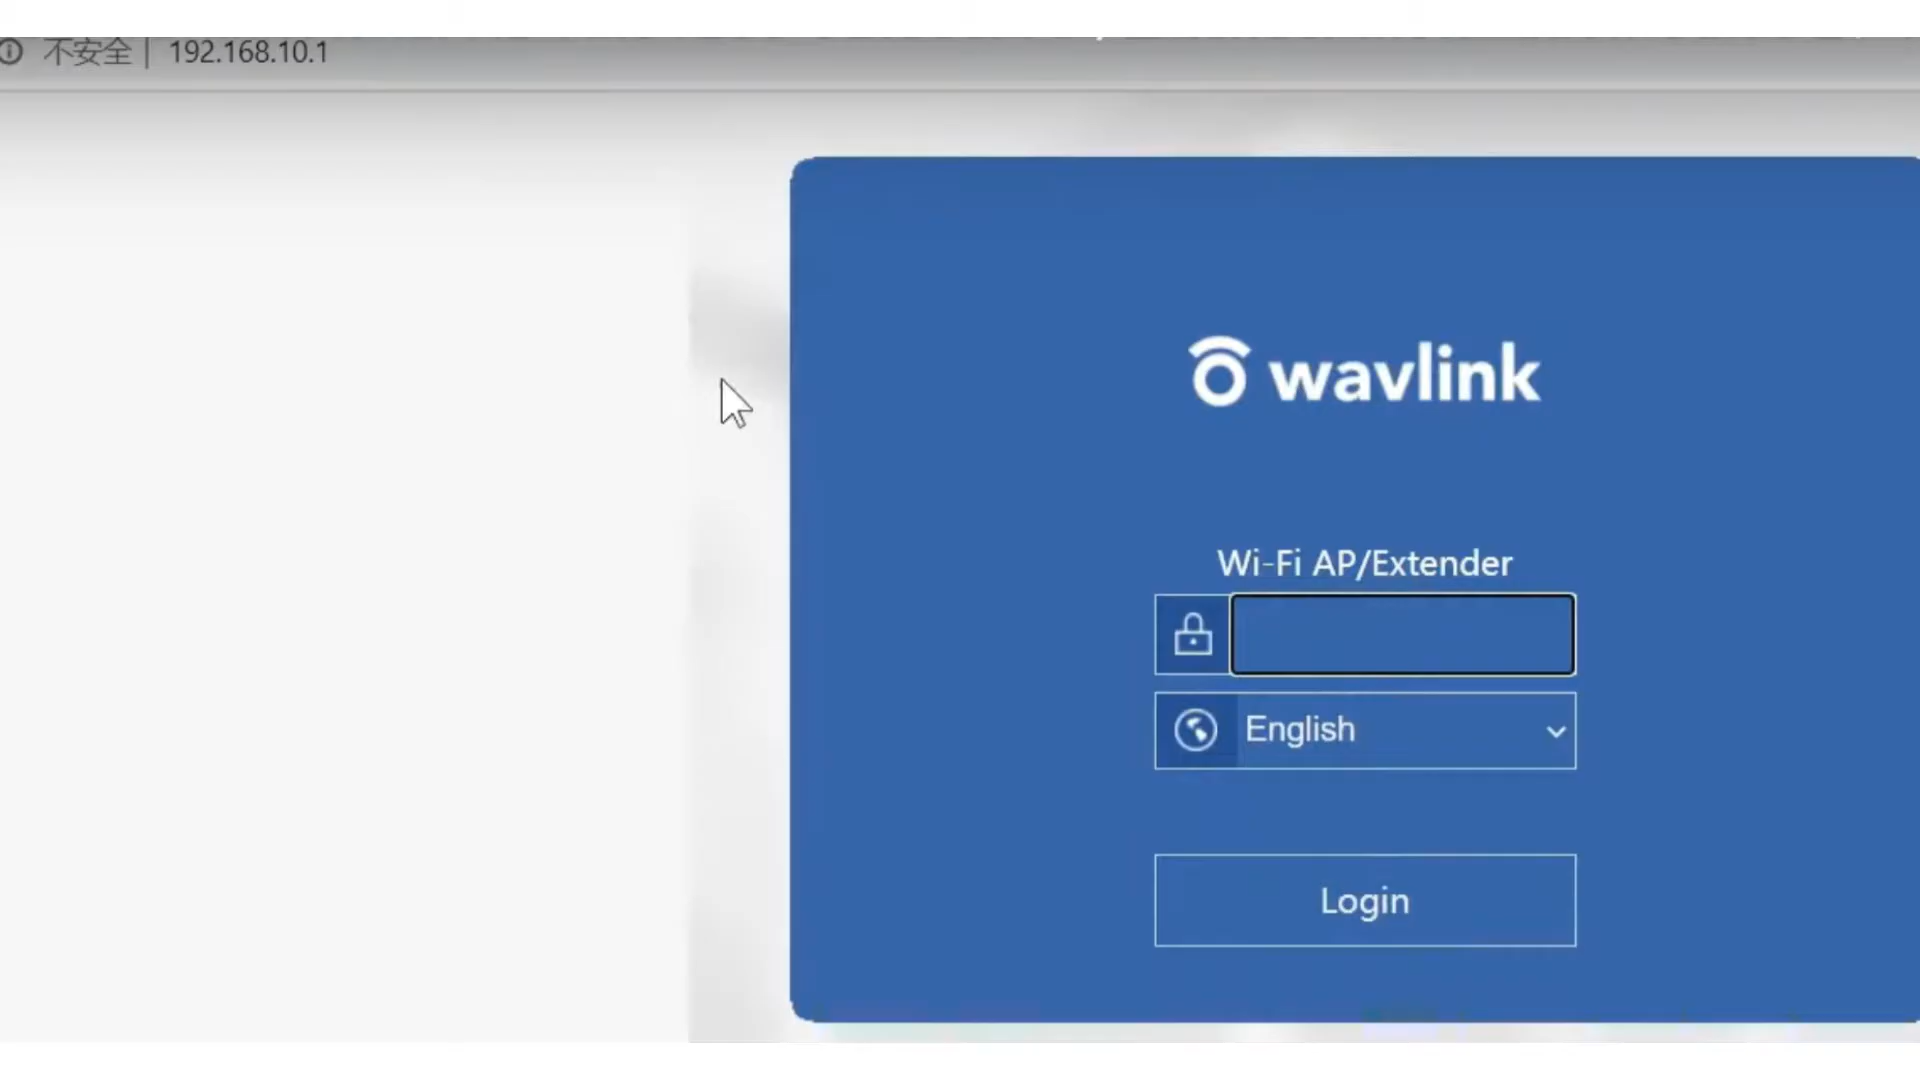 不安全 | 192.168.10.1
wavlink
Wi-Fi AP/Extender
English
Login